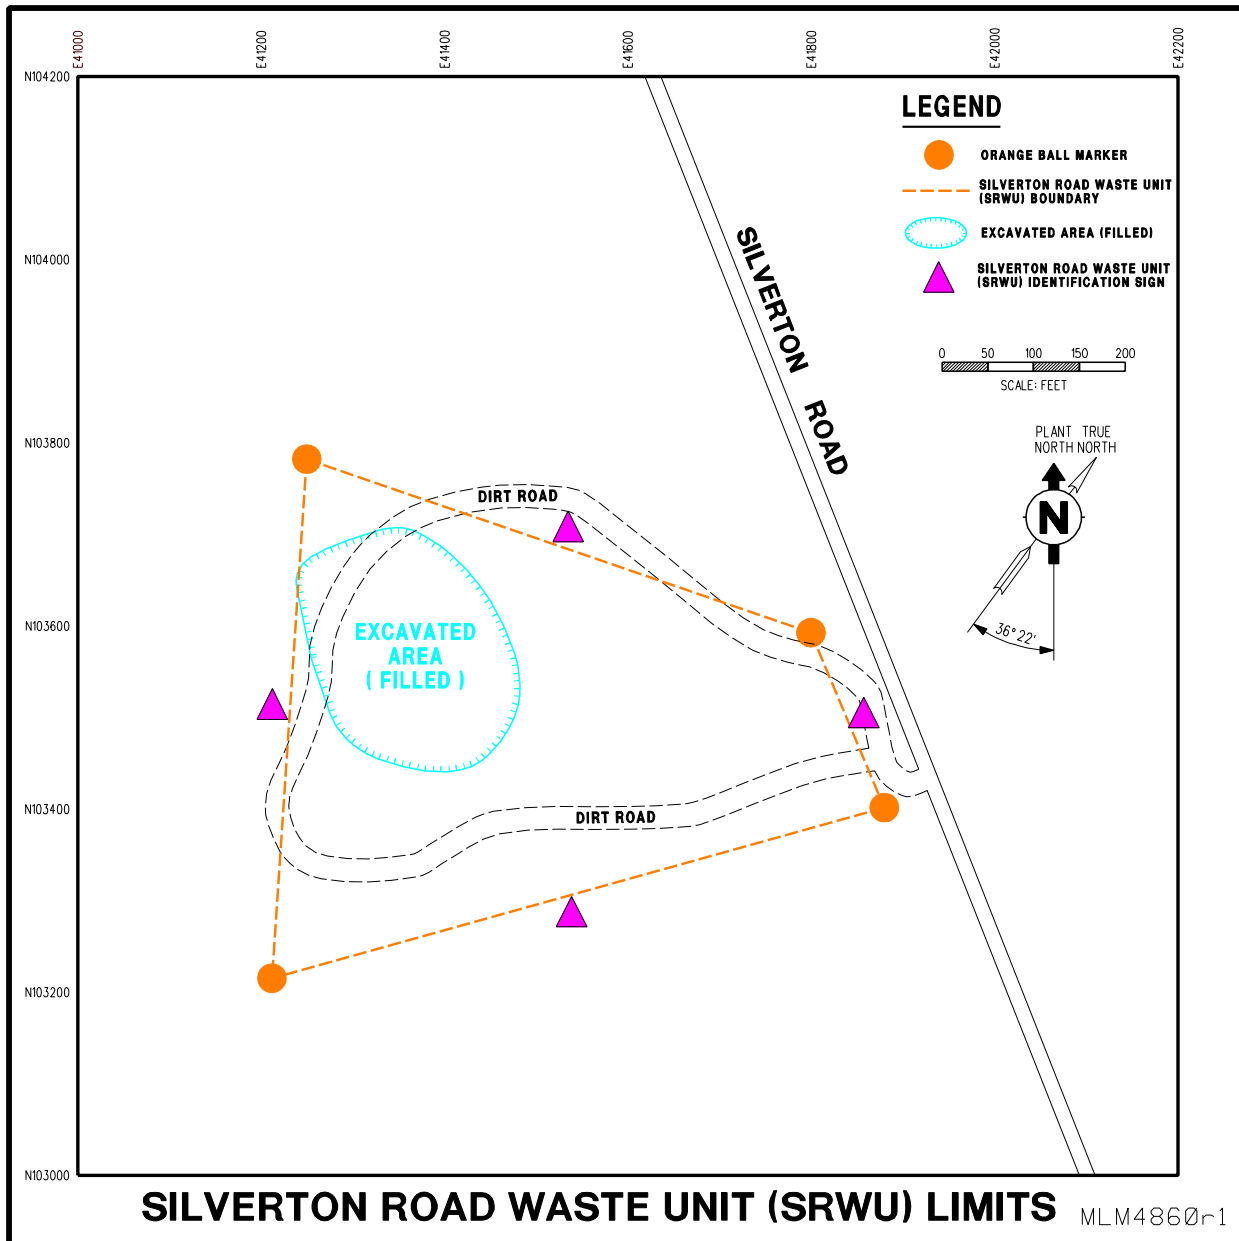 E41000
E41200
E41400
E41600
E41800
E42000
E42200
N104200
N104000
N103800
N103600
N103400
N103200
N103000
LEGEND
ORANGE BALL MARKER
SILVERTON ROAD WASTE UNIT
(SRWU) BOUNDARY
EXCAVATED AREA (FILLED)
SILVERTON ROAD WASTE UNIT
(SRWU) IDENTIFICATION SIGN
0 50 100 150 200
SCALE: FEET
PLANT TRUE
NORTH NORTH
N
36° 22'
SILVERTON ROAD
DIRT ROAD
EXCAVATED
AREA
( FILLED )
DIRT ROAD
SILVERTON ROAD WASTE UNIT (SRWU) LIMITS
MLM4860r1